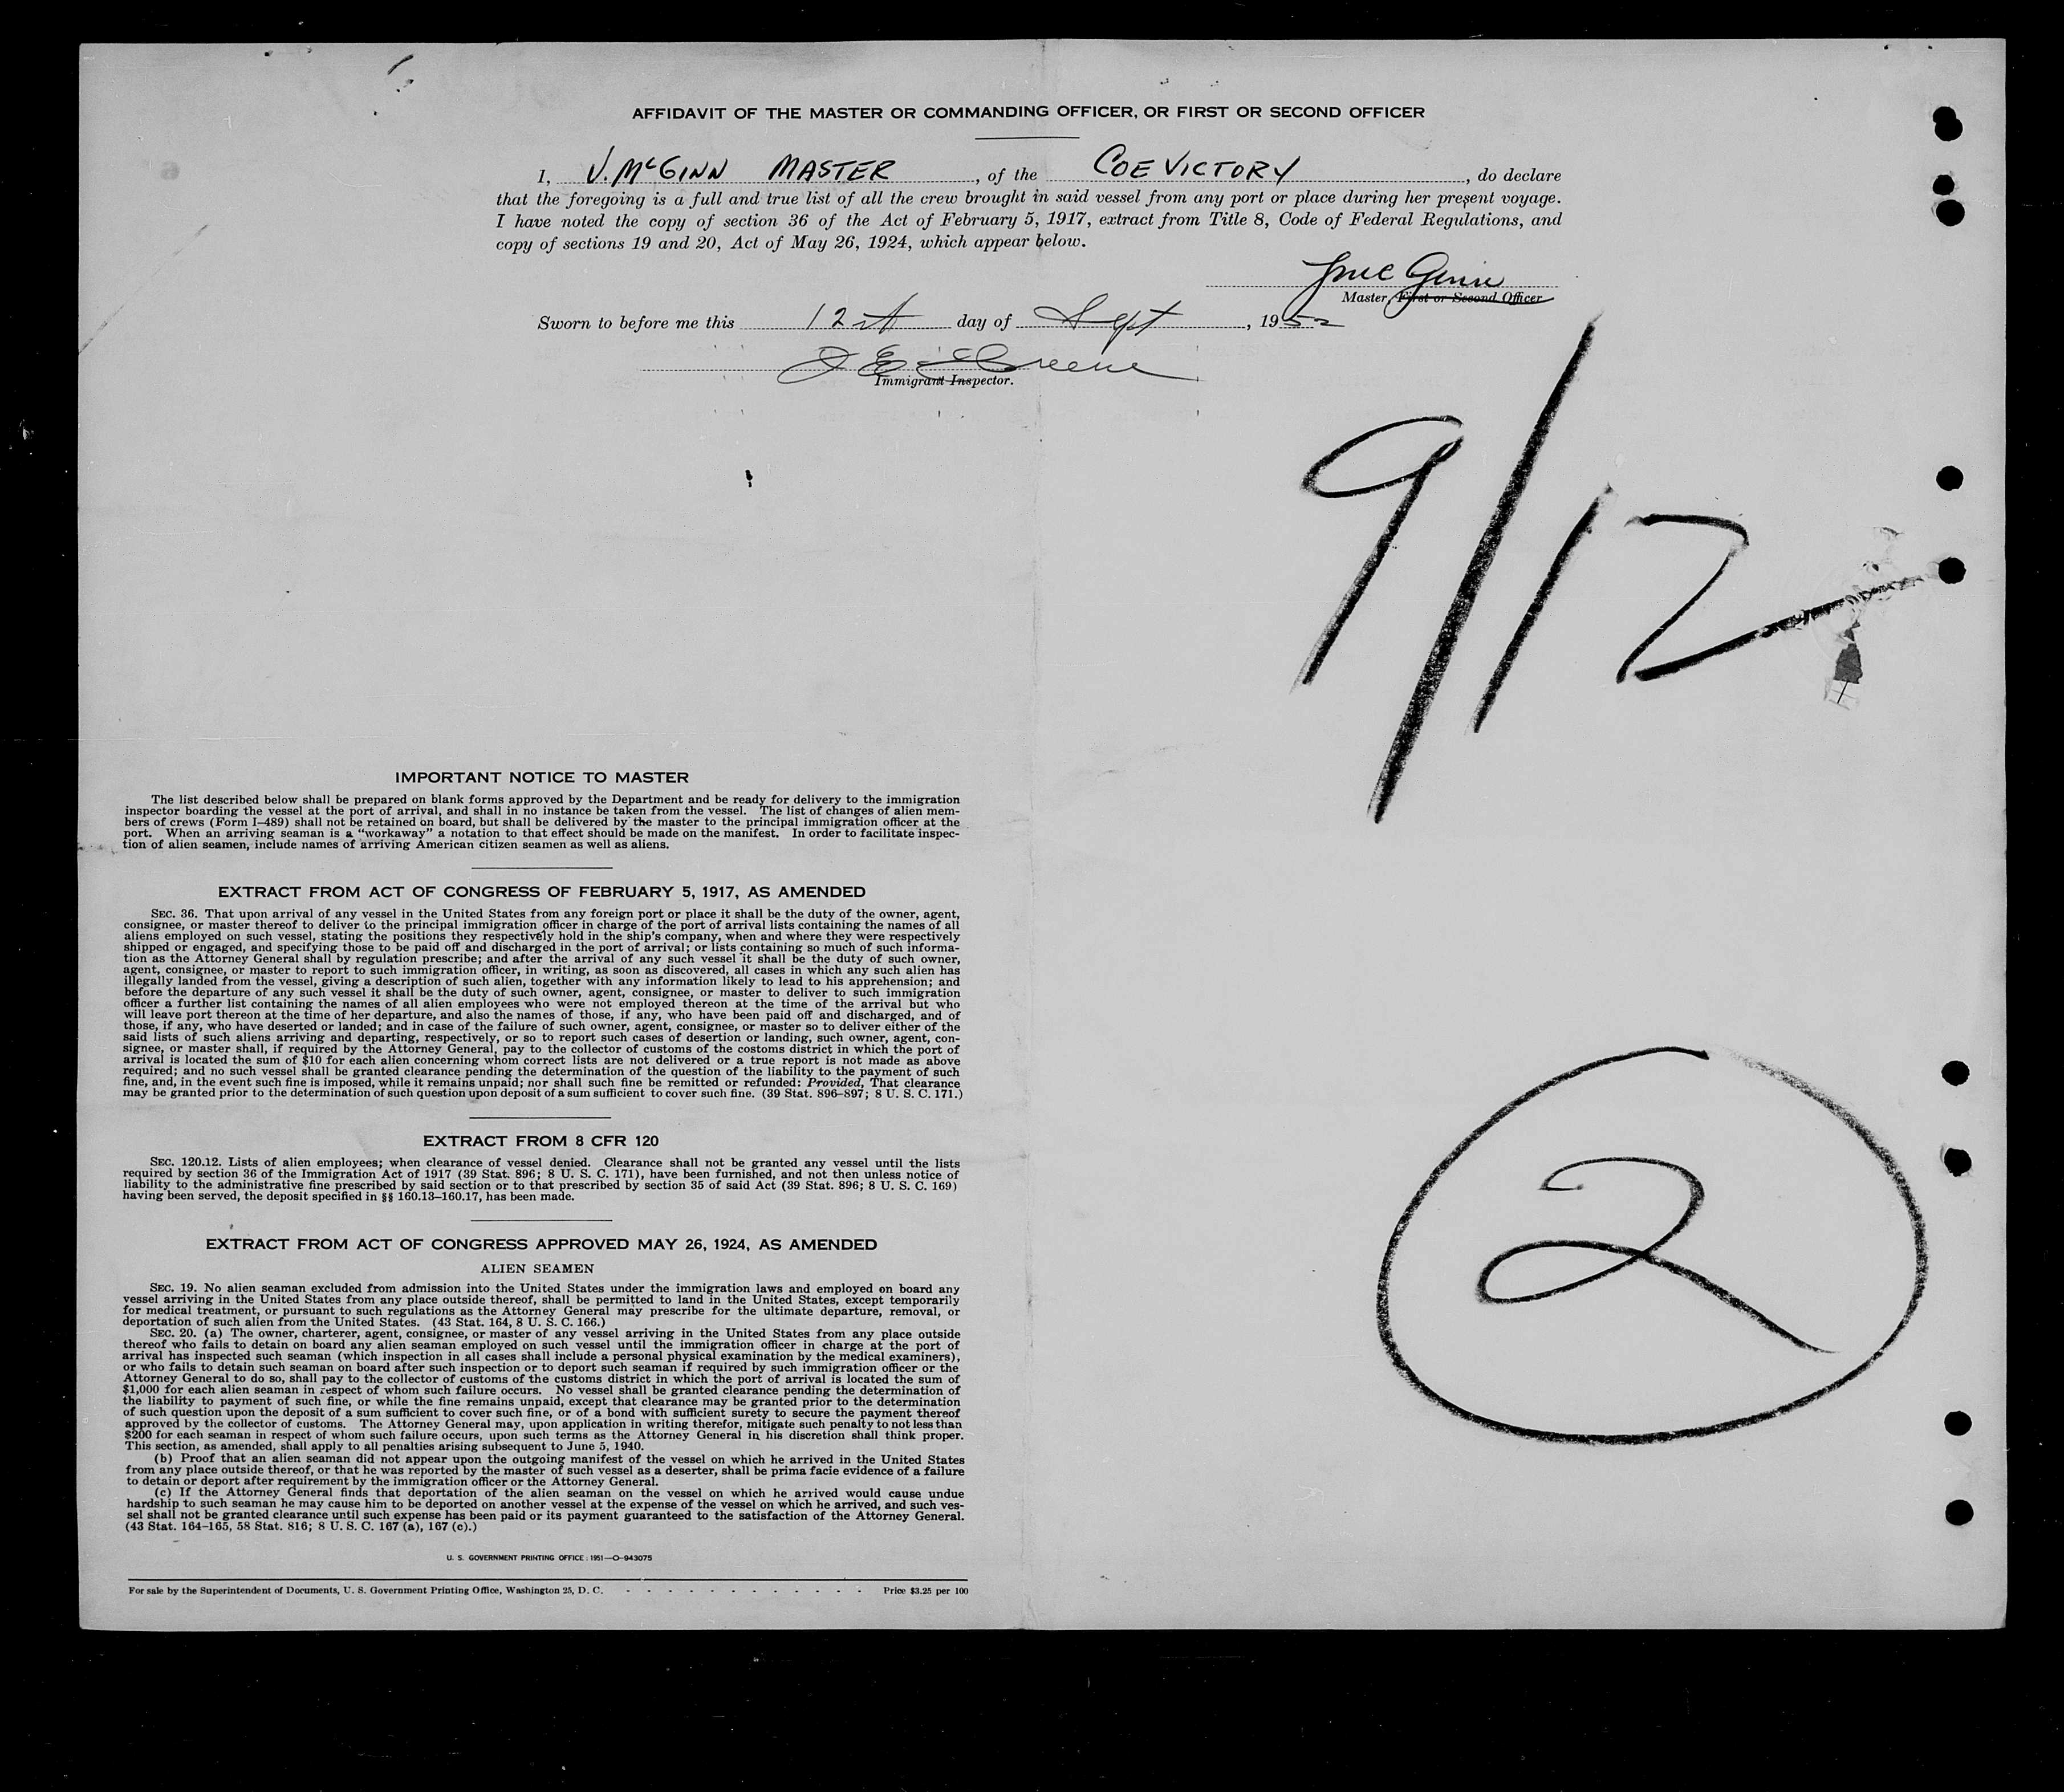 AFFIDAVIT OF THE MASTER OR COMMANDING OFFICER, OR FIRST OR SECOND OFFICER
I, V. McGINN MASTER, of the COE VICTORY, do declare
that the foregoing is a full and true list of all the crew brought in said vessel from any port or place during her present voyage.
I have noted the copy of section 36 of the Act of February 5, 1917, extract from Title 8, Code of Federal Regulations, and
copy of sections 19 and 20, Act of May 26, 1924, which appear below.
McGinn
Master, First or Second Officer
Sworn to before me this 12 day of Sept, 1952
Greene
Immigrant Inspector.
9/12
IMPORTANT NOTICE TO MASTER
The list described below shall be prepared on blank forms approved by the Department and be ready for delivery to the immigration
inspector boarding the vessel at the port of arrival, and shall in no instance be taken from the vessel. The list of changes of alien mem-
bers of crews (Form I-489) shall not be retained on board, but shall be delivered by the master to the principal immigration officer at the
port. When an arriving seaman is a "workaway" a notation to that effect should be made on the manifest. In order to facilitate inspec-
tion of alien seamen, include names of arriving American citizen seamen as well as aliens.
EXTRACT FROM ACT OF CONGRESS OF FEBRUARY 5, 1917, AS AMENDED
SEC. 36. That upon arrival of any vessel in the United States from any foreign port or place it shall be the duty of the owner, agent,
consignee, or master thereof to deliver to the principal immigration officer in charge of the port of arrival lists containing the names of all
aliens employed on such vessel, stating the positions they respectively hold in the ship's company, when and where they were respectively
shipped or engaged, and specifying those to be paid off and discharged in the port of arrival; or lists containing so much of such informa-
tion as the Attorney General shall by regulation prescribe; and after the arrival of any such vessel it shall be the duty of such owner,
agent, consignee, or master to report to such immigration officer, in writing, as soon as discovered, all cases in which any such alien has
illegally landed from the vessel, giving a description of such alien, together with any information likely to lead to his apprehension; and
before the departure of any such vessel it shall be the duty of such owner, agent, consignee, or master to deliver to such immigration
officer a further list containing the names of all alien employees who were not employed thereon at the time of the arrival but who
will leave port thereon at the time of her departure, and also the names of those, if any, who have been paid off and discharged, and of
those, if any, who have deserted or landed; and in case of the failure of such owner, agent, consignee, or master so to deliver either of the
said lists of such aliens arriving and departing, respectively, or so to report such cases of desertion or landing, such owner, agent, con-
signee, or master shall, if required by the Attorney General, pay to the collector of customs of the costoms district in which the port of
arrival is located the sum of $10 for each alien concerning whom correct lists are not delivered or a true report is not made as above
required; and no such vessel shall be granted clearance pending the determination of the question of the liability to the payment of such
fine, and, in the event such fine is imposed, while it remains unpaid; nor shall such fine be remitted or refunded: Provided, That clearance
may be granted prior to the determination of such question upon deposit of a sum sufficient to cover such fine. (39 Stat. 896-897; 8 U. S. C. 171.)
EXTRACT FROM 8 CFR 120
SEC. 120.12. Lists of alien employees; when clearance of vessel denied. Clearance shall not be granted any vessel until the lists
required by section 36 of the Immigration Act of 1917 (39 Stat. 896; 8 U. S. C. 171), have been furnished, and not then unless notice of
liability to the administrative fine prescribed by said section or to that prescribed by section 35 of said Act (39 Stat. 896; 8 U. S. C. 169)
having been served, the deposit specified in §§ 160.13-160.17, has been made.
EXTRACT FROM ACT OF CONGRESS APPROVED MAY 26, 1924, AS AMENDED
ALIEN SEAMEN
SEC. 19. No alien seaman excluded from admission into the United States under the immigration laws and employed on board any
vessel arriving in the United States from any place outside thereof, shall be permitted to land in the United States, except temporarily
for medical treatment, or pursuant to such regulations as the Attorney General may prescribe for the ultimate departure, removal, or
deportation of such alien from the United States. (43 Stat. 164, 8 U. S. C. 166.)
SEC. 20. (a) The owner, charterer, agent, consignee, or master of any vessel arriving in the United States from any place outside
thereof who fails to detain on board any alien seaman employed on such vessel until the immigration officer in charge at the port of
arrival has inspected such seaman (which inspection in all cases shall include a personal physical examination by the medical examiners),
or who fails to detain such seaman on board after such inspection or to deport such seaman if required by such immigration officer or the
Attorney General to do so, shall pay to the collector of customs of the customs district in which the port of arrival is located the sum of
$1,000 for each alien seaman in respect of whom such failure occurs. No vessel shall be granted clearance pending the determination of
the liability to payment of such fine, or while the fine remains unpaid, except that clearance may be granted prior to the determination
of such question upon the deposit of a sum sufficient to cover such fine, or of a bond with sufficient surety to secure the payment thereof
approved by the collector of customs. The Attorney General may, upon application in writing therefor, mitigate such penalty to not less than
$200 for each seaman in respect of whom such failure occurs, upon such terms as the Attorney General in his discretion shall think proper.
This section, as amended, shall apply to all penalties arising subsequent to June 5, 1940.
(b) Proof that an alien seaman did not appear upon the outgoing manifest of the vessel on which he arrived in the United States
from any place outside thereof, or that he was reported by the master of such vessel as a deserter, shall be prima facie evidence of a failure
to detain or deport after requirement by the immigration officer or the Attorney General.
(c) If the Attorney General finds that deportation of the alien seaman on the vessel on which he arrived would cause undue
hardship to such seaman he may cause him to be deported on another vessel at the expense of the vessel on which he arrived, and such ves-
sel shall not be granted clearance until such expense has been paid or its payment guaranteed to the satisfaction of the Attorney General.
(43 Stat. 164-165, 58 Stat. 816; 8 U. S. C. 167 (a), 167 (c).)
U. S. GOVERNMENT PRINTING OFFICE : 1951—O-943075
For sale by the Superintendent of Documents, U. S. Government Printing Office, Washington 25, D. C. - - - - - - - - - - - - Price $3.25 per 100
2